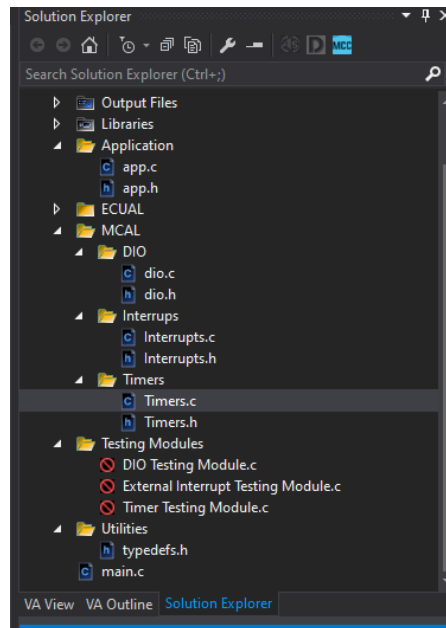 Solution Explorer
MCC
Search Solution Explorer (Ctrl+;)
Output Files
Libraries
Application
c app.c
h app.h
ECUAL
MCAL
DIO
c dio.c
h dio.h
Interrups
c Interrupts.c
h Interrupts.h
Timers
c Timers.c
h Timers.h
Testing Modules
DIO Testing Module.c
External Interrupt Testing Module.c
Timer Testing Module.c
Utilities
h typedefs.h
c main.c
VA View VA Outline Solution Explorer